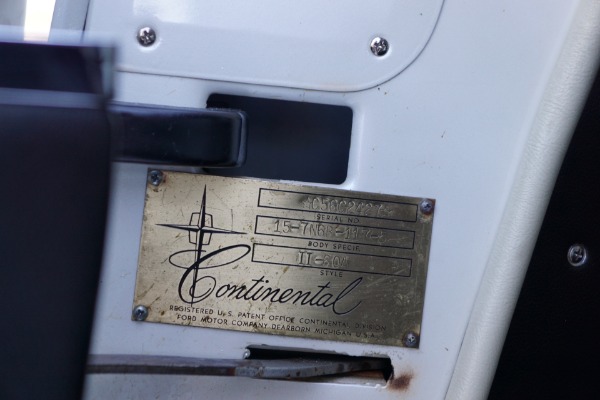 SERIAL NO
BODY SPECIF.
STYLE
Continental
REGISTERED U.S. PATENT OFFICE CONTINENTAL DIVISION
FORD MOTOR COMPANY DEARBORN MICHIGAN U.S.A.